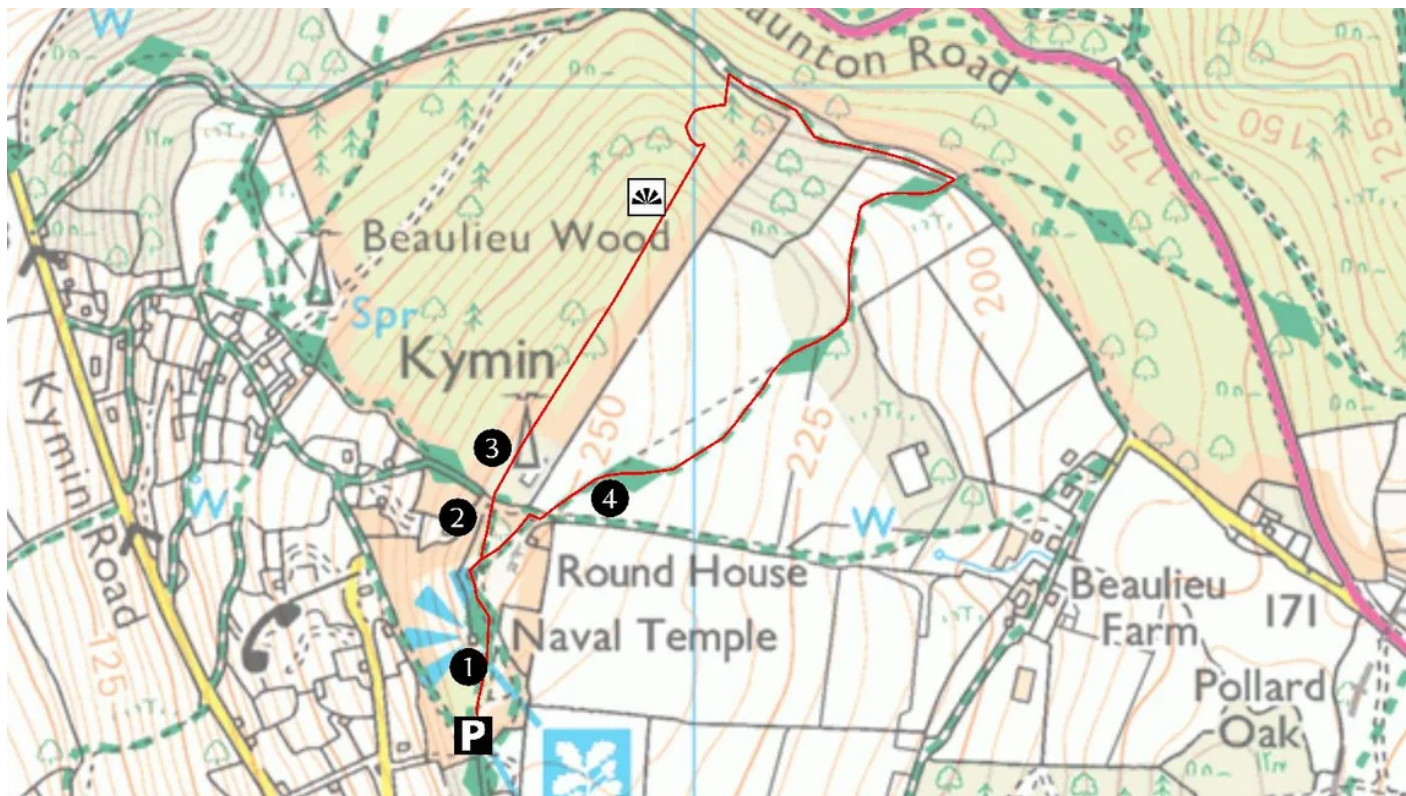 W
aunton Road
175
150
125
Beaulieu Wood
200
Spr
Kymin
250
3
225
4
W
2
W
Kymin Road
Round House
Beaulieu
Farm
171
Naval Temple
1
125
Pollard
Oak
P